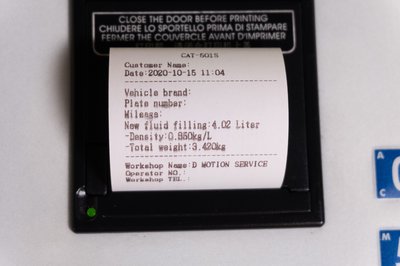 CLOSE THE DOOR BEFORE PRINTING
CHIUDERE LO SPORTELLO PRIMA DI STAMPARE
FERMER LE COUVERCLE AVANT D'IMPRIMER
CAT-501S
Customer Name:
Date:2020-10-15 11:04
Vehicle brand:
Plate number:
Mileage:
New fluid filling:4.02 Liter
-Density:0.850kg/L
-Total weight:3.420kg
Workshop Name:D MOTION SERVICE
Operator NO.:
Workshop TEL.:
A
C
M